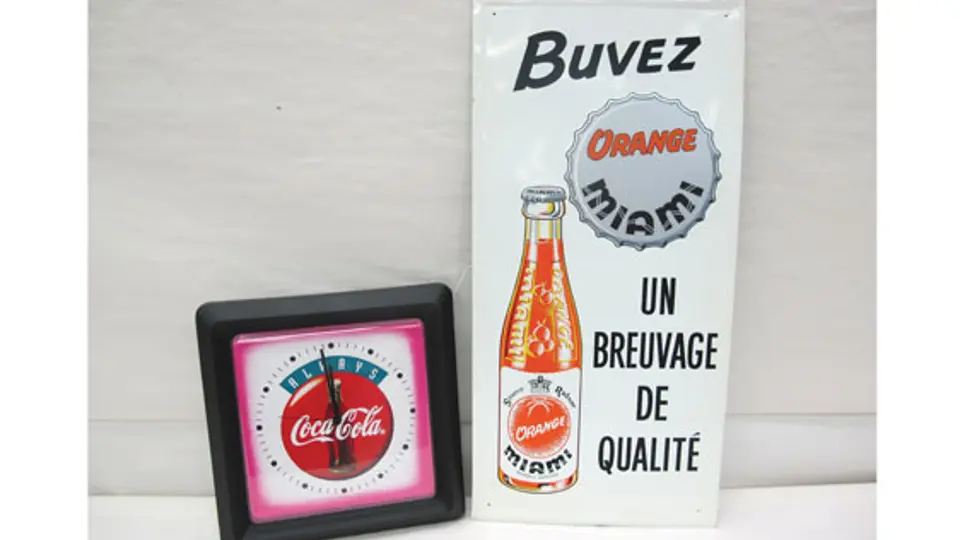 ALWAYS
Coca-Cola
BUVEZ
ORANGE
MIAMI
UN
BREUVAGE
DE
QUALITÉ
ORANGE
MIAMI